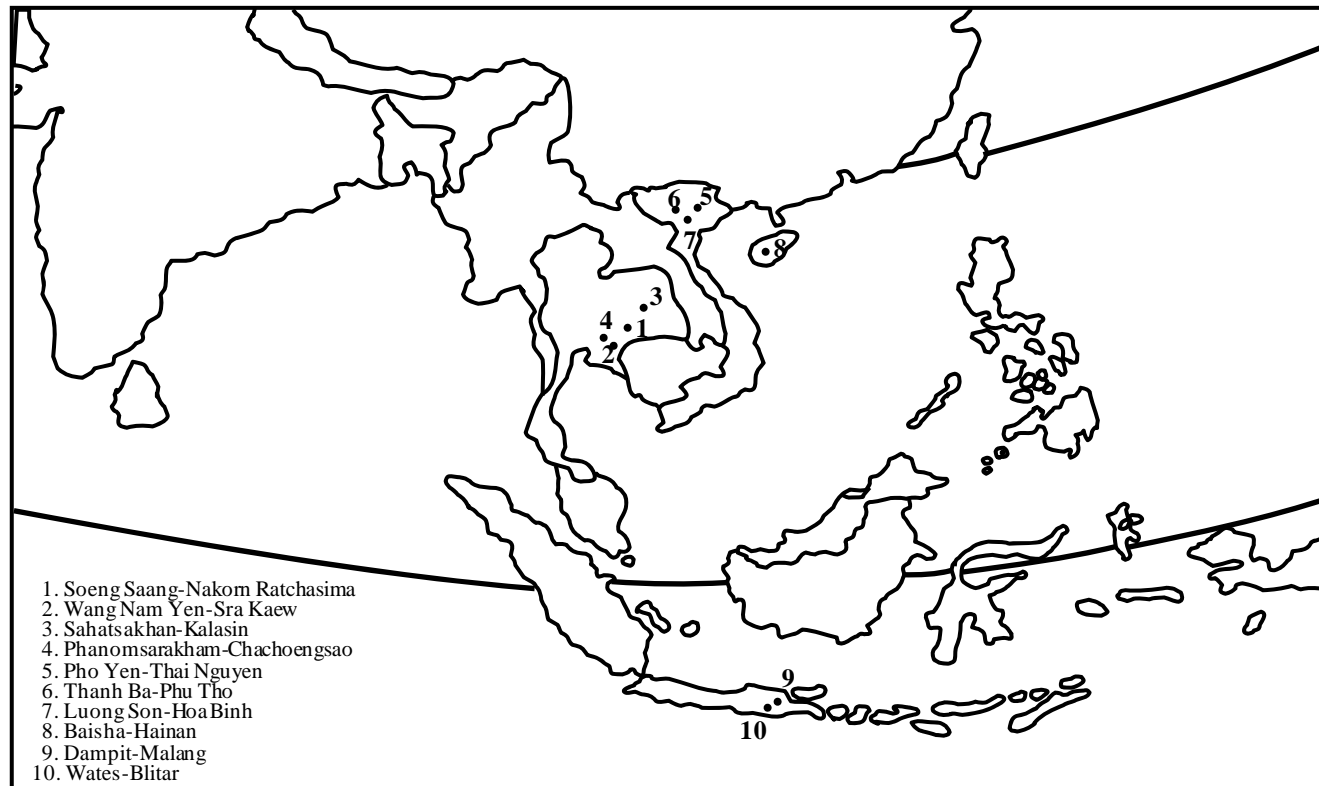 6
5
7
8
3
4
1
2
9
10
1. Soeng Saang-Nakorn Ratchasima
2. Wang Nam Yen-Sra Kaew
3. Sahatsakhan-Kalasin
4. Phanomsarakham-Chachoengsao
5. Pho Yen-Thai Nguyen
6. Thanh Ba-Phu Tho
7. Luong Son-Hoa Binh
8. Baisha-Hainan
9. Dampit-Malang
10. Wates-Blitar